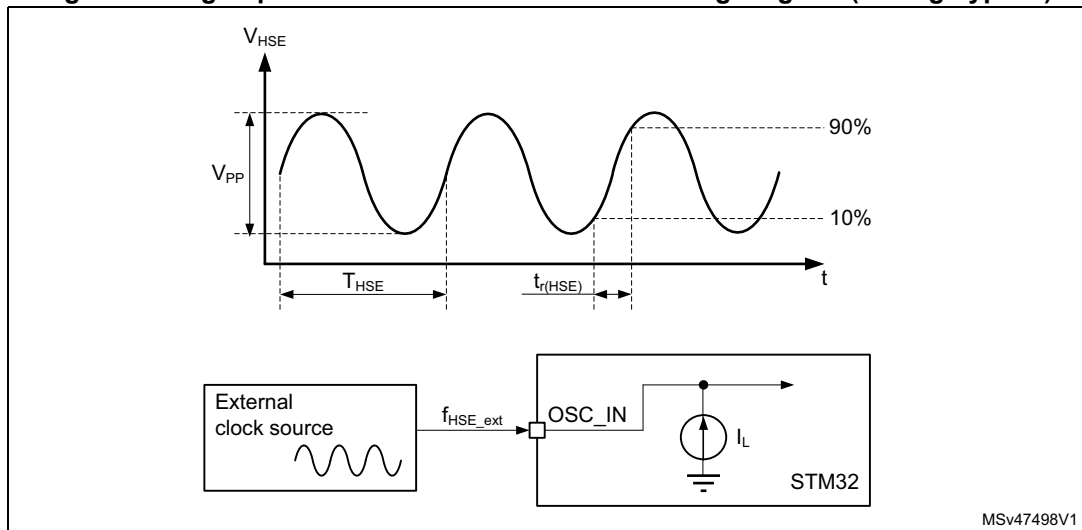 V_HSE
90%
V_PP
10%
T_HSE
t_r(HSE)
t
External
clock source
f_HSE_ext
OSC_IN
I_L
STM32
MSv47498V1